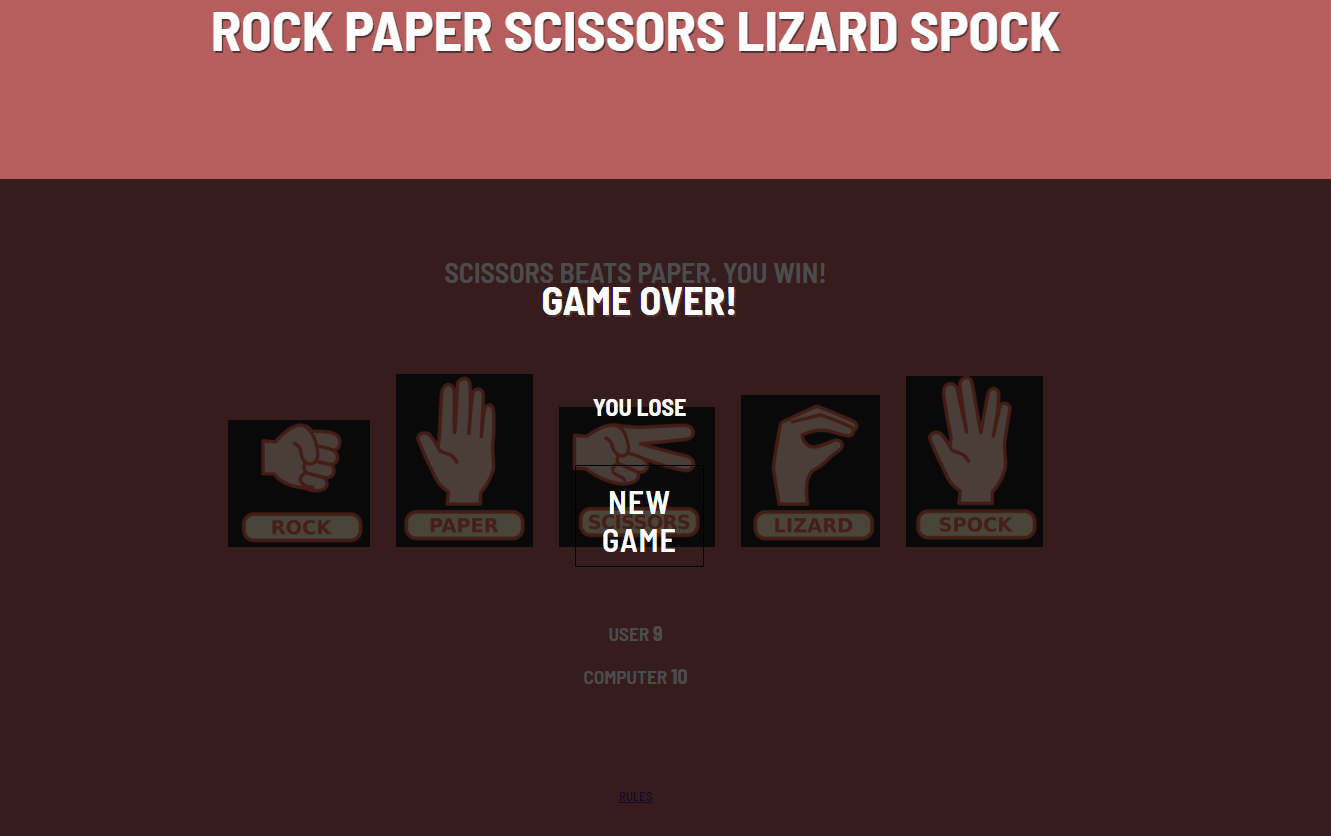 ROCK PAPER SCISSORS LIZARD SPOCK
SCISSORS BEATS PAPER. YOU WIN!
GAME OVER!
YOU LOSE
ROCK
PAPER
SCISSORS
LIZARD
SPOCK
NEW
GAME
USER 9
COMPUTER 10
RULES